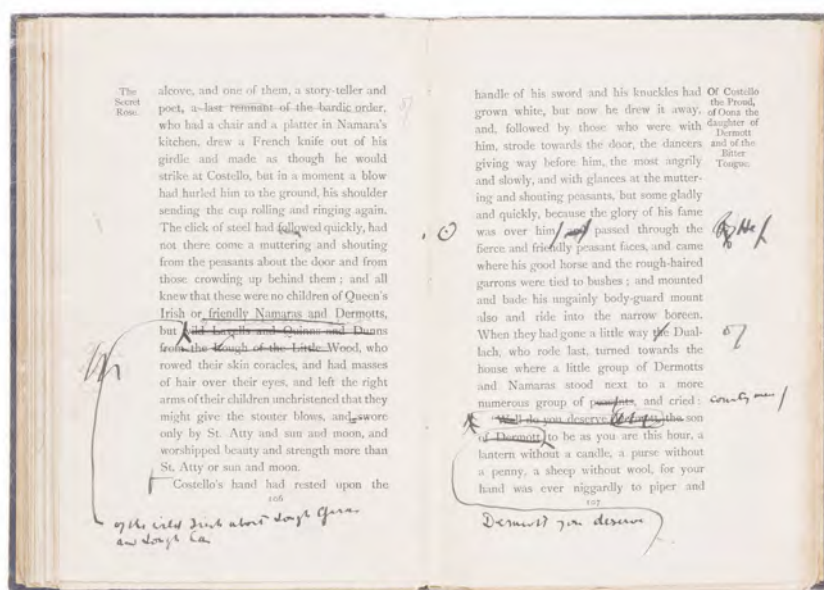 The
Secret
Rose.
alcove, and one of them, a story-teller and
poet, a last remnant of the bardic order,
who had a chair and a platter in Namara's
kitchen, drew a French knife out of his
girdle and made as though he would
strike at Costello, but in a moment a blow
had hurled him to the ground, his shoulder
sending the cup rolling and ringing again.
The click of steel had followed quickly, had
not there come a muttering and shouting
from the peasants about the door and from
those crowding up behind them; and all
knew that these were no children of Queen's
Irish or friendly Namaras and Dermotts,
but wild Lavells and Quinns and Dunns
from the Rough of the Little Wood, who
rowed their skin coracles, and had masses
of hair over their eyes, and left the right
arms of their children unchristened that they
might give the stouter blows, and swore
only by St. Atty and sun and moon, and
worshipped beauty and strength more than
St. Atty or sun and moon.
Costello's hand had rested upon the
106
of the wild Irish about Lough Gara
and Lough
Of Costello
the Proud,
of Oona the
daughter of
Dermott
and of the
Bitter
Tongue.
handle of his sword and his knuckles had
grown white, but now he drew it away,
and, followed by those who were with
him, strode towards the door, the dancers
giving way before him, the most angrily
and slowly, and with glances at the mutter-
ing and shouting peasants, but some gladly
and quickly, because the glory of his fame
was over him, and passed through the
He
fierce and friendly peasant faces, and came
where his good horse and the rough-haired
garrons were tied to bushes; and mounted
and bade his ungainly body-guard mount
also and ride into the narrow boreen.
When they had gone a little way the Dual-
lach, who rode last, turned towards the
house where a little group of Dermotts
and Namaras stood next to a more
numerous group of peasants, and cried:
countrymen
"Well do you deserve Dermott, the son
of Dermott, to be as you are this hour, a
lantern without a candle, a purse without
a penny, a sheep without wool, for your
hand was ever niggardly to piper and
107
Dermott you deserve